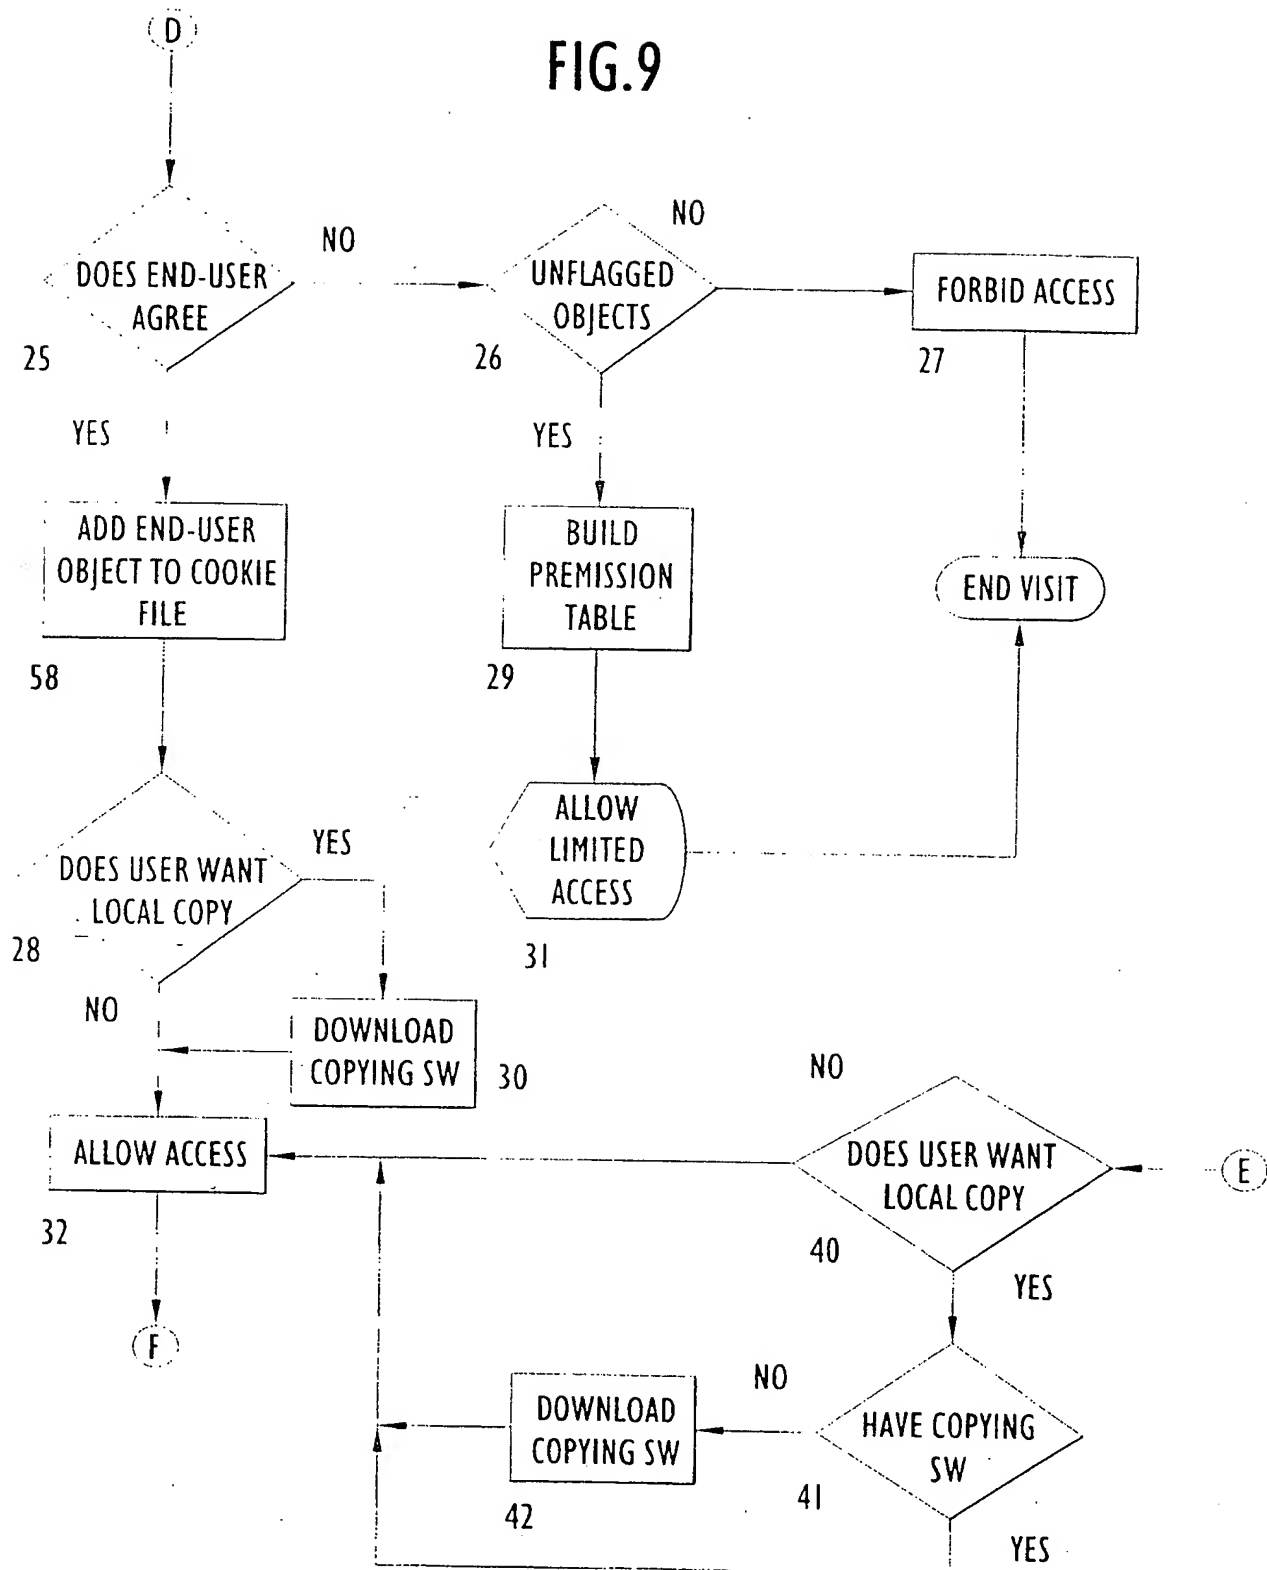 D
FIG.9
NO
NO
DOES END-USER
AGREE
25
UNFLAGGED
OBJECTS
26
FORBID ACCESS
27
YES
YES
ADD END-USER
OBJECT TO COOKIE
FILE
58
BUILD
PREMISSION
TABLE
29
END VISIT
YES
DOES USER WANT
LOCAL COPY
28
ALLOW
LIMITED
ACCESS
31
NO
DOWNLOAD
COPYING SW
30
NO
ALLOW ACCESS
32
DOES USER WANT
LOCAL COPY
40
E
YES
F
NO
DOWNLOAD
COPYING SW
42
HAVE COPYING
SW
41
YES